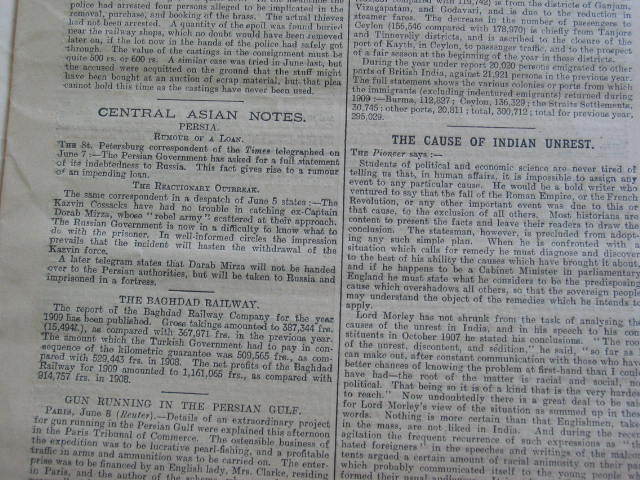 police had arrested four persons alleged to be implicated in the
removal, purchase, and booking of the brass. The actual thieves
had not been arrested. A quantity of the spoil was found buried
near the railway shops, which no doubt would have been removed
later on, if the lot now in the hands of the police had safely got
through. The value of the castings in the consignment must be
quite 500 rs. or 600 rs. A similar case was tried in June last, but
the accused were acquitted on the ground that the stuff might
have been bought at an auction of scrap material, but that plea
cannot hold this time as the castings have never been used.
CENTRAL ASIAN NOTES.
PERSIA.
RUMOUR OF A LOAN.
THE St. Petersburg correspondent of the Times telegraphed on
June 7:—The Persian Government has asked for a full statement
of its indebtedness to Russia. This fact gives rise to a rumour
of an impending loan.
THE REACTIONARY OUTBREAK.
The same correspondent in a despatch of June 5 states:—The
Kazvin Cossacks have had no trouble in catching ex-Captain
Dorab Mirza, whose "rebel army" scattered at their approach.
The Russian Government is now in a difficulty to know what to
do with the prisoner. In well-informed circles the impression
prevails that the incident will hasten the withdrawal of the
Kazvin force.
A later telegram states that Darab Mirza will not be handed
over to the Persian authorities, but will be taken to Russia and
imprisoned in a fortress.
THE BAGHDAD RAILWAY.
The report of the Baghdad Railway Company for the year
1909 has been published. Gross takings amounted to 387,344 frs.
(15,494l.), as compared with 367,971 frs. in the previous year.
The amount which the Turkish Government had to pay in con-
sequence of the kilometric guarantee was 509,565 frs., as com-
pared with 529,443 frs. in 1908. The net profits of the Baghdad
Railway for 1909 amounted to 1,161,055 frs., as compared with
914,757 frs. in 1908.
GUN RUNNING IN THE PERSIAN GULF.
PARIS, June 8 (Reuter).—Details of an extraordinary project
for gun running in the Persian Gulf were explained this afternoon
in the Paris Tribunal of Commerce. The ostensible business of
the expedition was to be lucrative pearl-fishing, and a profitable
traffic in arms and ammunition was to be carried on. The enter-
prise was to be financed by an English lady, Mrs. Clarke, residing
in Paris, and the author of the scheme
is from the districts of Ganjam,
Vizagapatam, and Godavari, and is due to the reduction in
steamer fares. The decrease in the number of passengers to
Ceylon (156,546 compared with 178,970) is chiefly from Tanjore
and Tinnevelly districts, and is ascribed to the closure of the
port of Kayts, in Ceylon, to passenger traffic, and to the prospect
of a fair season at the beginning of the year in those districts.
During the year under report 20,020 persons emigrated to other
ports of British India, against 21,921 persons in the previous year.
The full statement shows the various colonies or ports from which
the immigrants (excluding indentured emigrants) returned during
1909:—Burma, 112,827; Ceylon, 136,329; the Straits Settlements,
30,745; other ports, 20,811; total, 300,712; total for previous year,
295,029.
THE CAUSE OF INDIAN UNREST.
THE Pioneer says:—
Students of political and economic science are never tired of
telling us that, in human affairs, it is impossible to assign any
event to any particular cause. He would be a bold writer who
ventured to say that the fall of the Roman Empire, or the French
Revolution, or any other important event was due to this or
that cause, to the exclusion of all others. Most historians are
content to present the facts and leave their readers to draw the
conclusion. The statesman, however, is precluded from adopt-
ing any such simple plan. When he is confronted with a
situation which calls for remedy he must diagnose and discover
to the best of his ability the causes which have brought it about,
and if he happens to be a Cabinet Minister in parliamentary
England he must state what he considers to be the predisposing
cause which overshadows all others, so that the sovereign people
may understand the object of the remedies which he intends
apply.
Lord Morley has not shrunk from the task of analysing the
cause of the unrest in India, and in his speech to his con-
stituents in October 1907 he stated his conclusions. "The root
of the unrest, discontent, and sedition," he said, "so far as
can make out, after constant communication with those who have
better chances of knowing the problem at first-hand than I could
have had—the root of the matter is racial and social, not
political. That being so it is of a kind that is the very hardest
to reach." Now undoubtedly there is a great deal to be said
for Lord Morley's view of the situation as summed up in these
words. Nothing is more certain than that Englishmen, taken
in the mass, are not liked in India. And during the recent
agitation the frequent recurrence of such expressions as "the
hated foreigners" in the speeches and writings of the malcon-
tents argued a certain amount of racial animosity on their part
which probably communicated itself to the young people who
formed their usual audience.